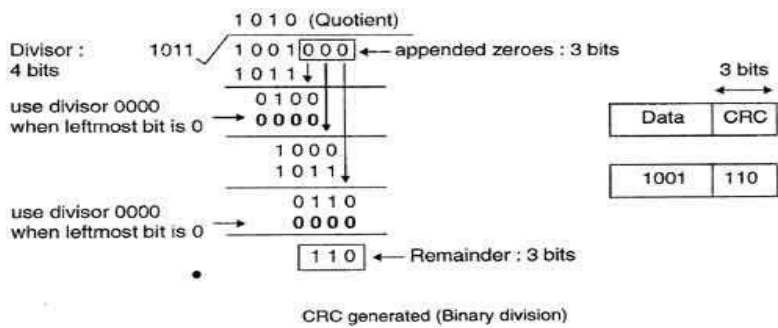 1 0 1 0 (Quotient)
Divisor : 1011 1 0 0 1 0 0 0 appended zeroes : 3 bits
4 bits 1 0 1 1
3 bits
use divisor 0000
when leftmost bit is 0
0 1 0 0
0 0 0 0
Data CRC
1 0 0 0
1 0 1 1
1001 110
use divisor 0000
when leftmost bit is 0
0 1 1 0
0 0 0 0
1 1 0 Remainder : 3 bits
CRC generated (Binary division)